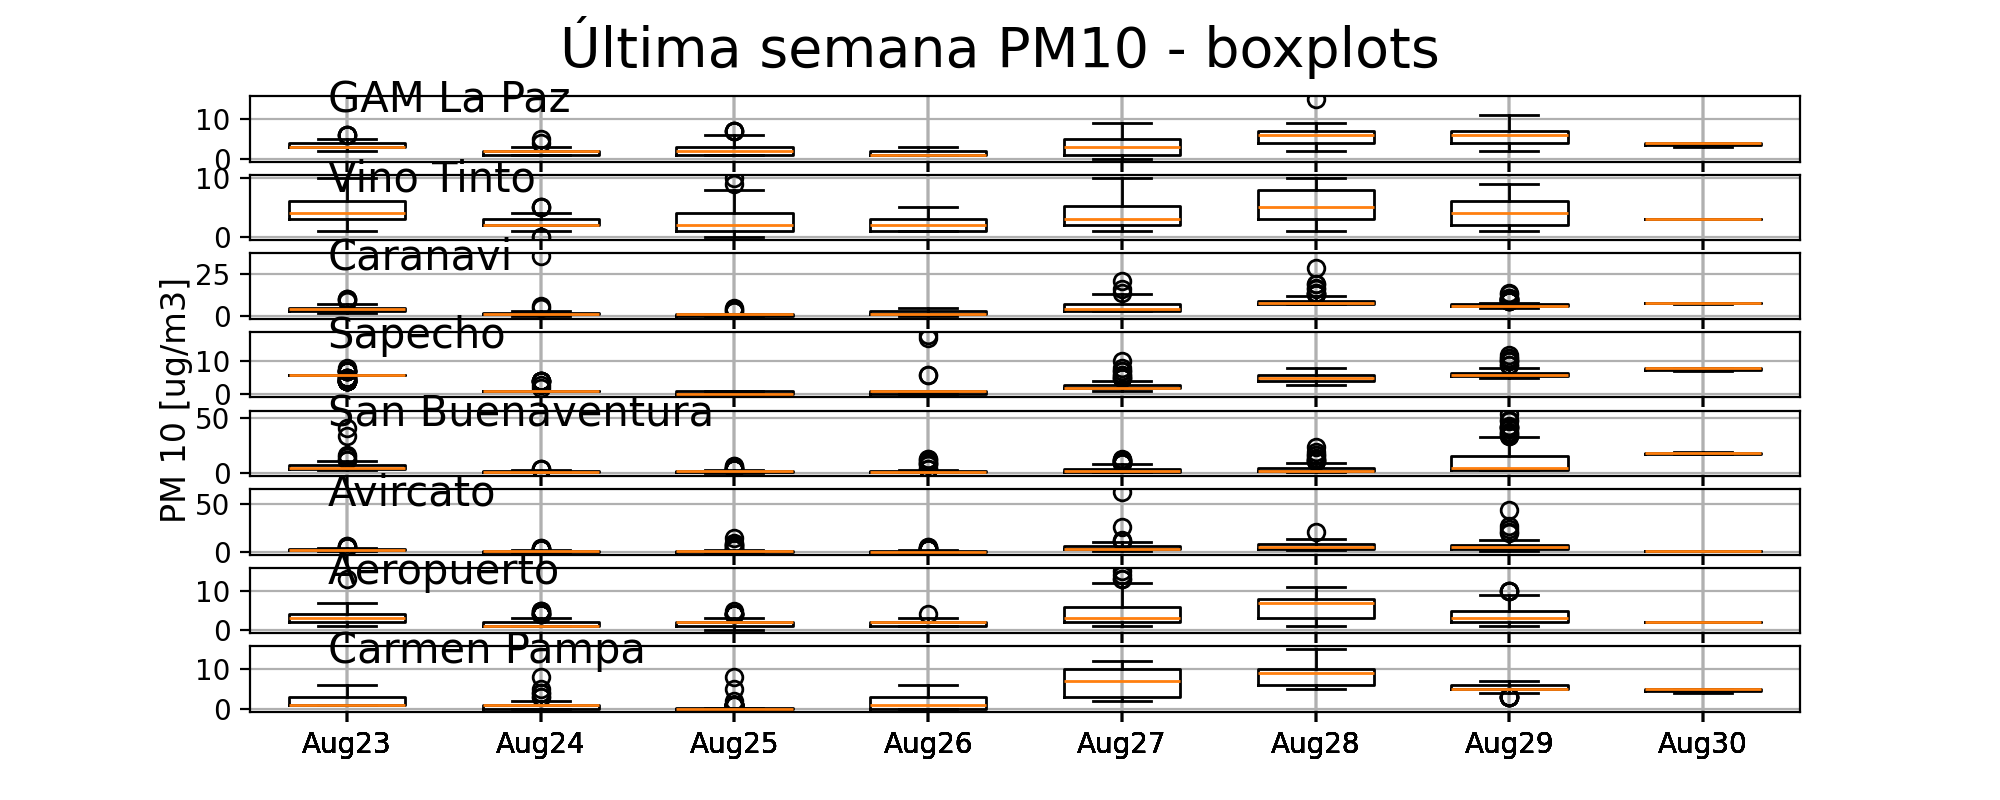 Última semana PM10 - boxplots
GAM La Paz
10
0
Vino Tinto
10
0
Caranavi
25
0
Sapecho
10
0
San Buenaventura
50
0
Avircato
50
0
Aeropuerto
10
0
Carmen Pampa
10
0
PM 10 [ug/m3]
Aug23 Aug24 Aug25 Aug26 Aug27 Aug28 Aug29 Aug30